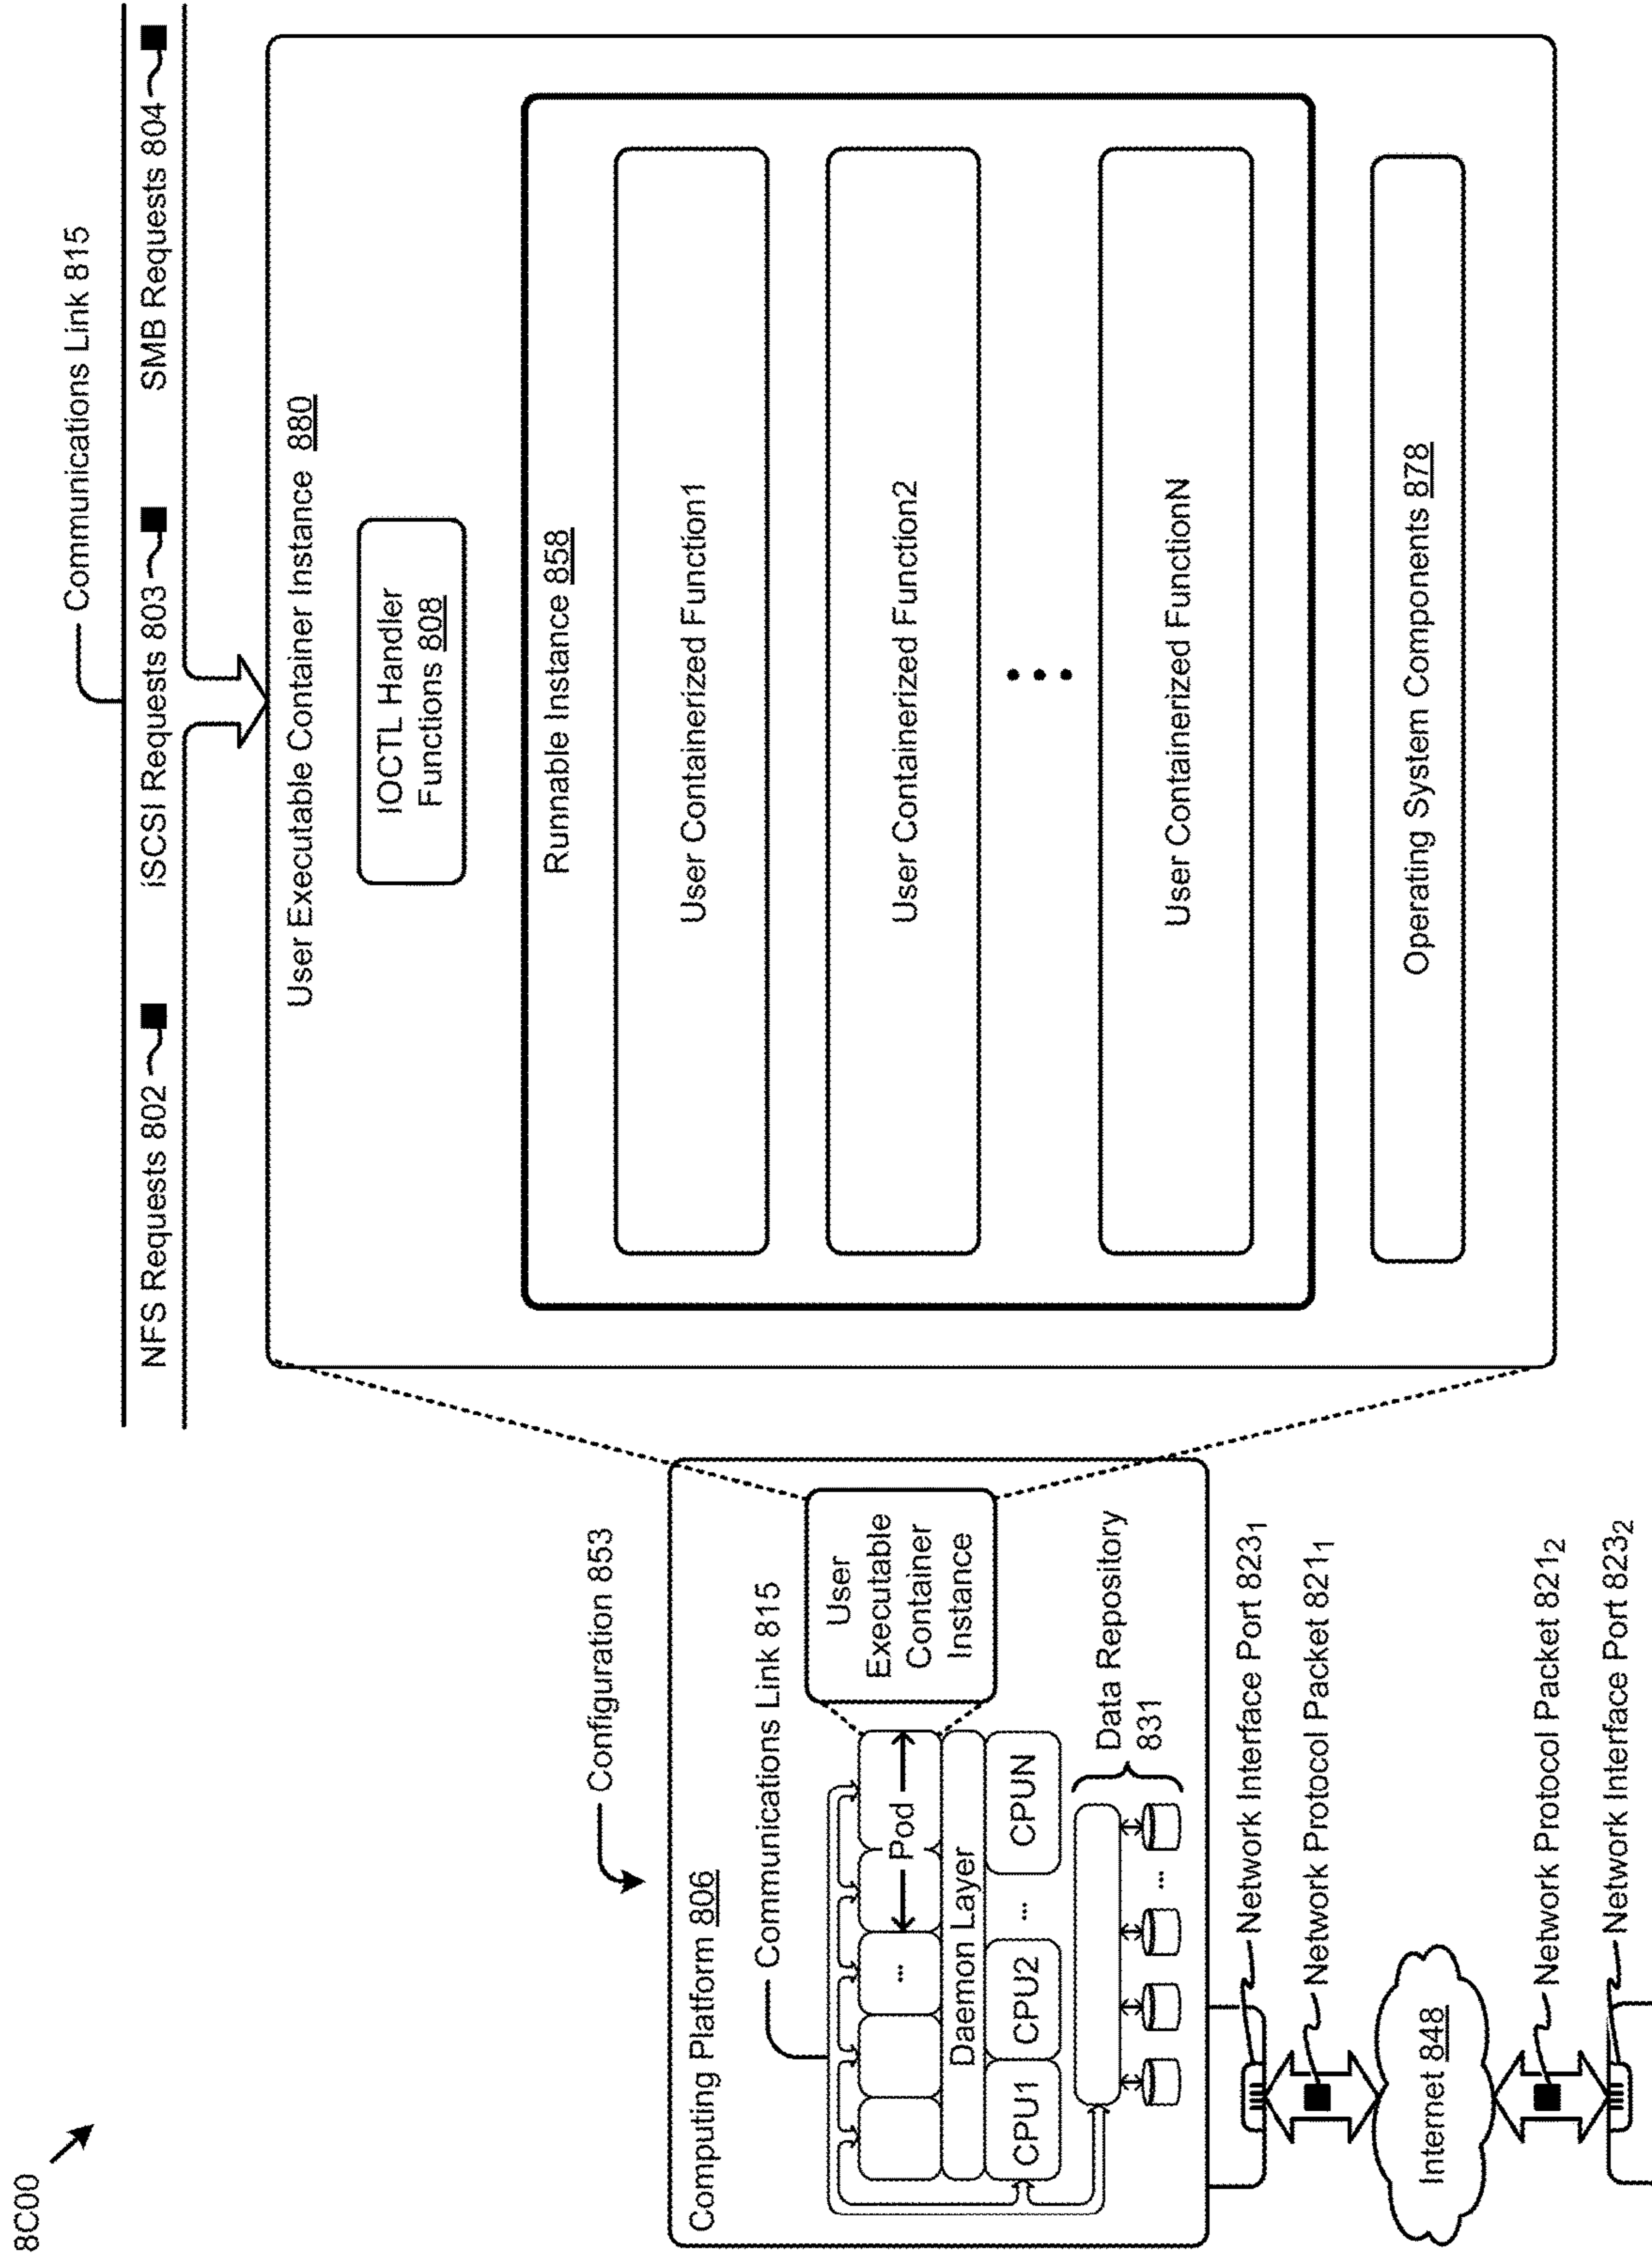 8C00
Communications Link 815
NFS Requests 802
iSCSI Requests 803
SMB Requests 804
User Executable Container Instance 880
IOCTL Handler
Functions 808
Runnable Instance 858
User Containerized Function1
User Containerized Function2
•••
User Containerized FunctionN
Operating System Components 878
Configuration 853
Computing Platform 806
Communications Link 815
User
Executable
Container
Instance
...
Pod
Daemon Layer
CPU1
CPU2
...
CPUN
Data Repository
831
...
Network Interface Port 823₁
Network Protocol Packet 821₁
Internet 848
Network Protocol Packet 821₂
Network Interface Port 823₂